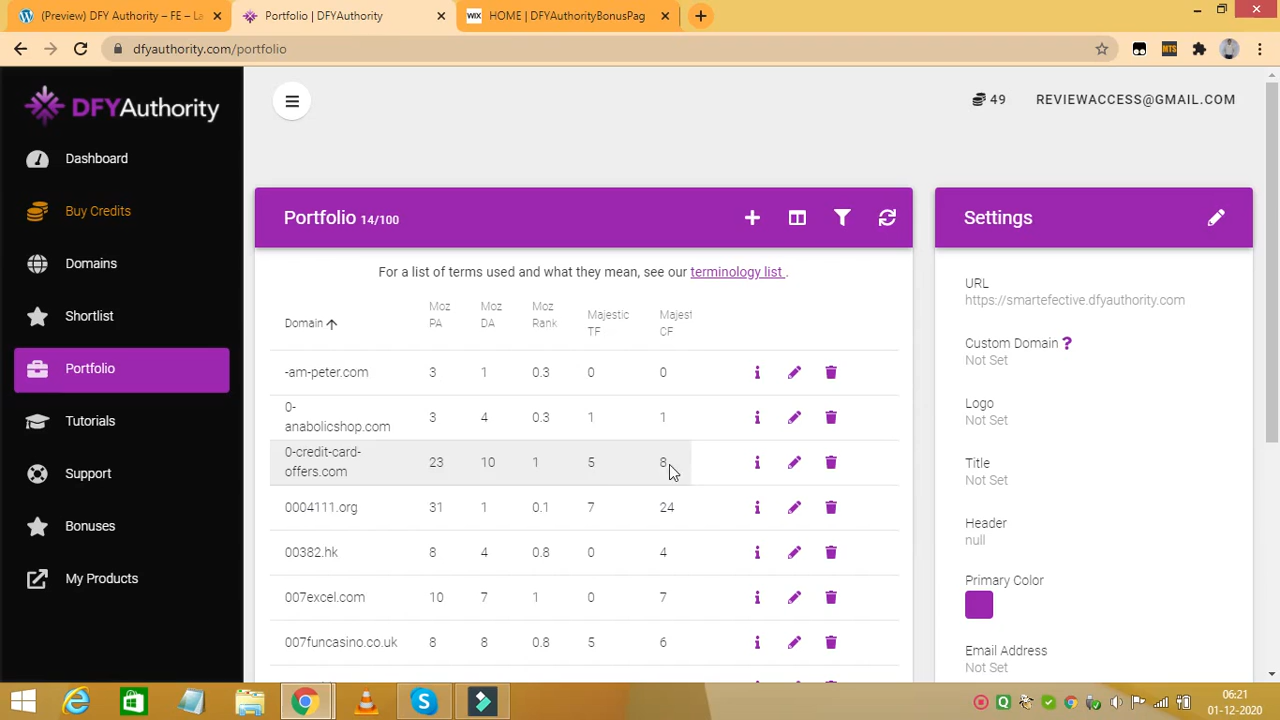 (Preview) DFY Authority – FE – La
Portfolio | DFYAuthority
WIX
HOME | DFYAuthorityBonusPag
dfyauthority.com/portfolio
MTS
DFYAuthority
49
REVIEWACCESS@GMAIL.COM
Dashboard
Buy Credits
Domains
Shortlist
Portfolio
Tutorials
Support
Bonuses
My Products
Portfolio 14/100
For a list of terms used and what they mean, see our terminology list .
Domain
Moz PA
Moz DA
Moz Rank
Majestic TF
Majest CF
-am-peter.com 3 1 0.3 0 0
0-anabolicshop.com 3 4 0.3 1 1
0-credit-card-offers.com 23 10 1 5 8
0004111.org 31 1 0.1 7 24
00382.hk 8 4 0.8 0 4
007excel.com 10 7 1 0 7
007funcasino.co.uk 8 8 0.8 5 6
Settings
URL
https://smartefective.dfyauthority.com
Custom Domain ?
Not Set
Logo
Not Set
Title
Not Set
Header
null
Primary Color
Email Address
Not Set
06:21
01-12-2020